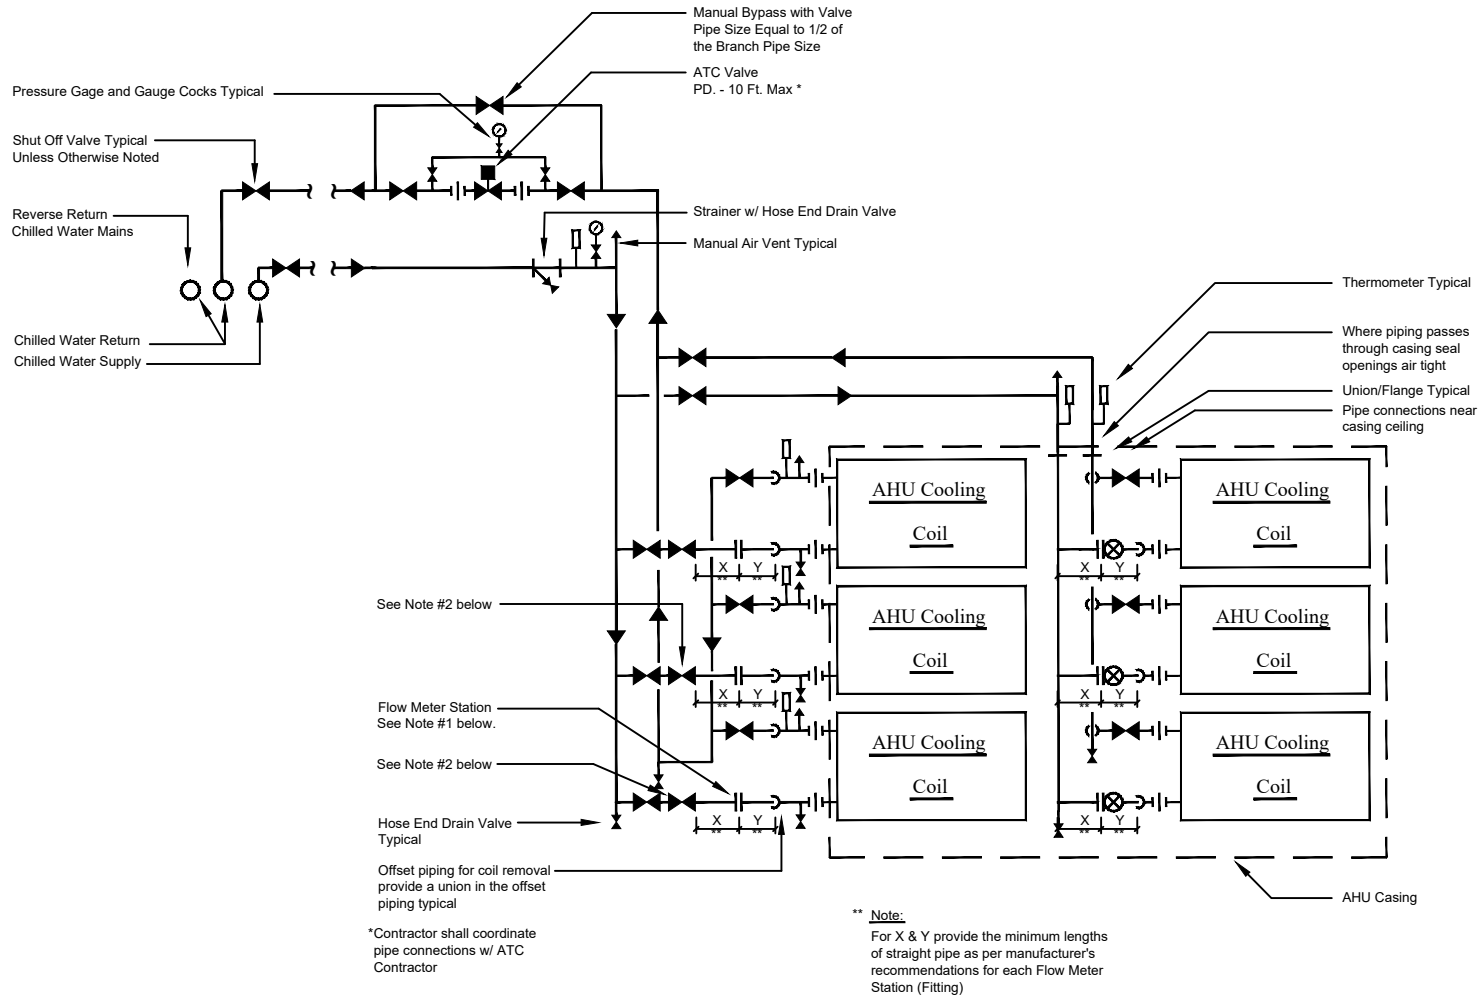 Manual Bypass with Valve
Pipe Size Equal to 1/2 of
the Branch Pipe Size
ATC Valve
PD. - 10 Ft. Max *
Pressure Gage and Gauge Cocks Typical
Shut Off Valve Typical
Unless Otherwise Noted
Reverse Return
Chilled Water Mains
Strainer w/ Hose End Drain Valve
Manual Air Vent Typical
Chilled Water Return
Chilled Water Supply
Thermometer Typical
Where piping passes
through casing seal
openings air tight
Union/Flange Typical
Pipe connections near
casing ceiling
AHU Cooling
Coil
AHU Cooling
Coil
X
**
Y
**
X
**
Y
**
See Note #2 below
AHU Cooling
Coil
AHU Cooling
Coil
X
**
Y
**
X
**
Y
**
Flow Meter Station
See Note #1 below.
See Note #2 below
AHU Cooling
Coil
AHU Cooling
Coil
X
**
Y
**
X
**
Y
**
Hose End Drain Valve
Typical
Offset piping for coil removal
provide a union in the offset
piping typical
AHU Casing
*Contractor shall coordinate
pipe connections w/ ATC
Contractor
** Note:
For X & Y provide the minimum lengths
of straight pipe as per manufacturer's
recommendations for each Flow Meter
Station (Fitting)